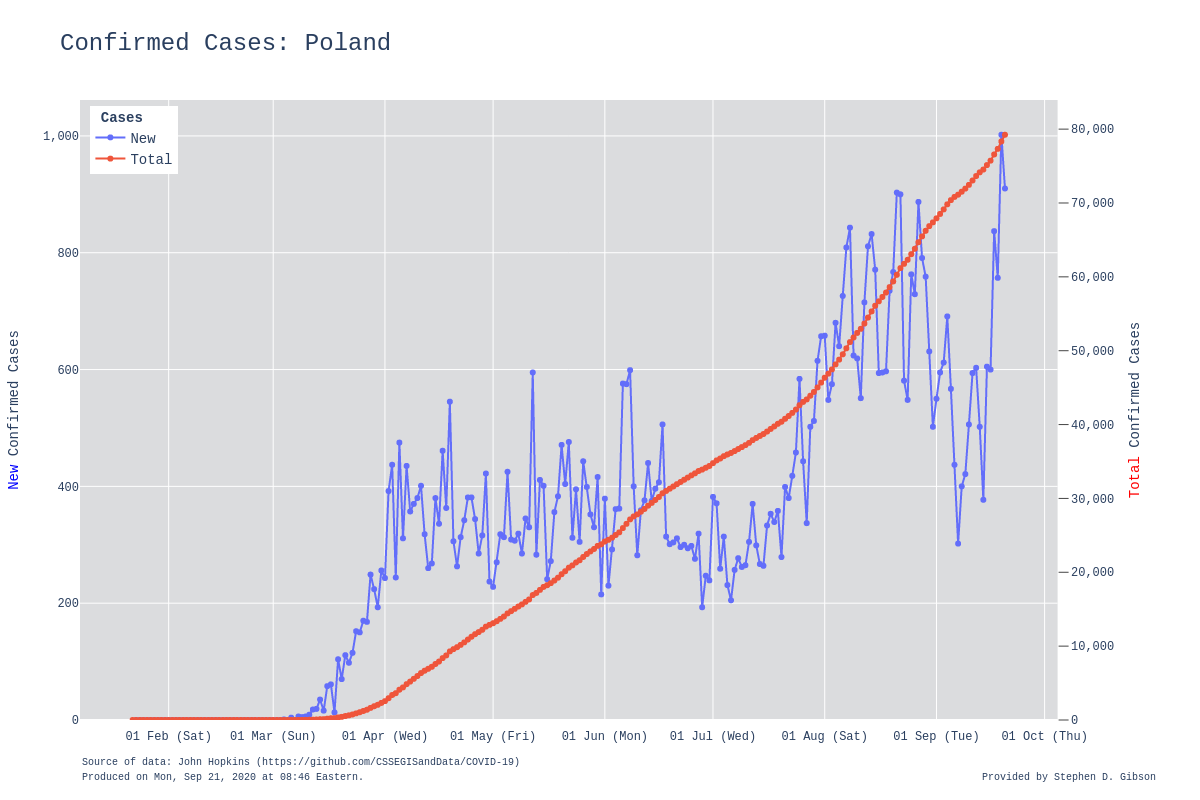 Confirmed Cases: Poland
Cases
New
Total
1,000
800
600
400
200
0
80,000
70,000
60,000
50,000
40,000
30,000
20,000
10,000
0
New Confirmed Cases
Total Confirmed Cases
01 Feb (Sat) 01 Mar (Sun) 01 Apr (Wed) 01 May (Fri) 01 Jun (Mon) 01 Jul (Wed) 01 Aug (Sat) 01 Sep (Tue) 01 Oct (Thu)
Source of data: John Hopkins (https://github.com/CSSEGISandData/COVID-19)
Produced on Mon, Sep 21, 2020 at 08:46 Eastern.
Provided by Stephen D. Gibson